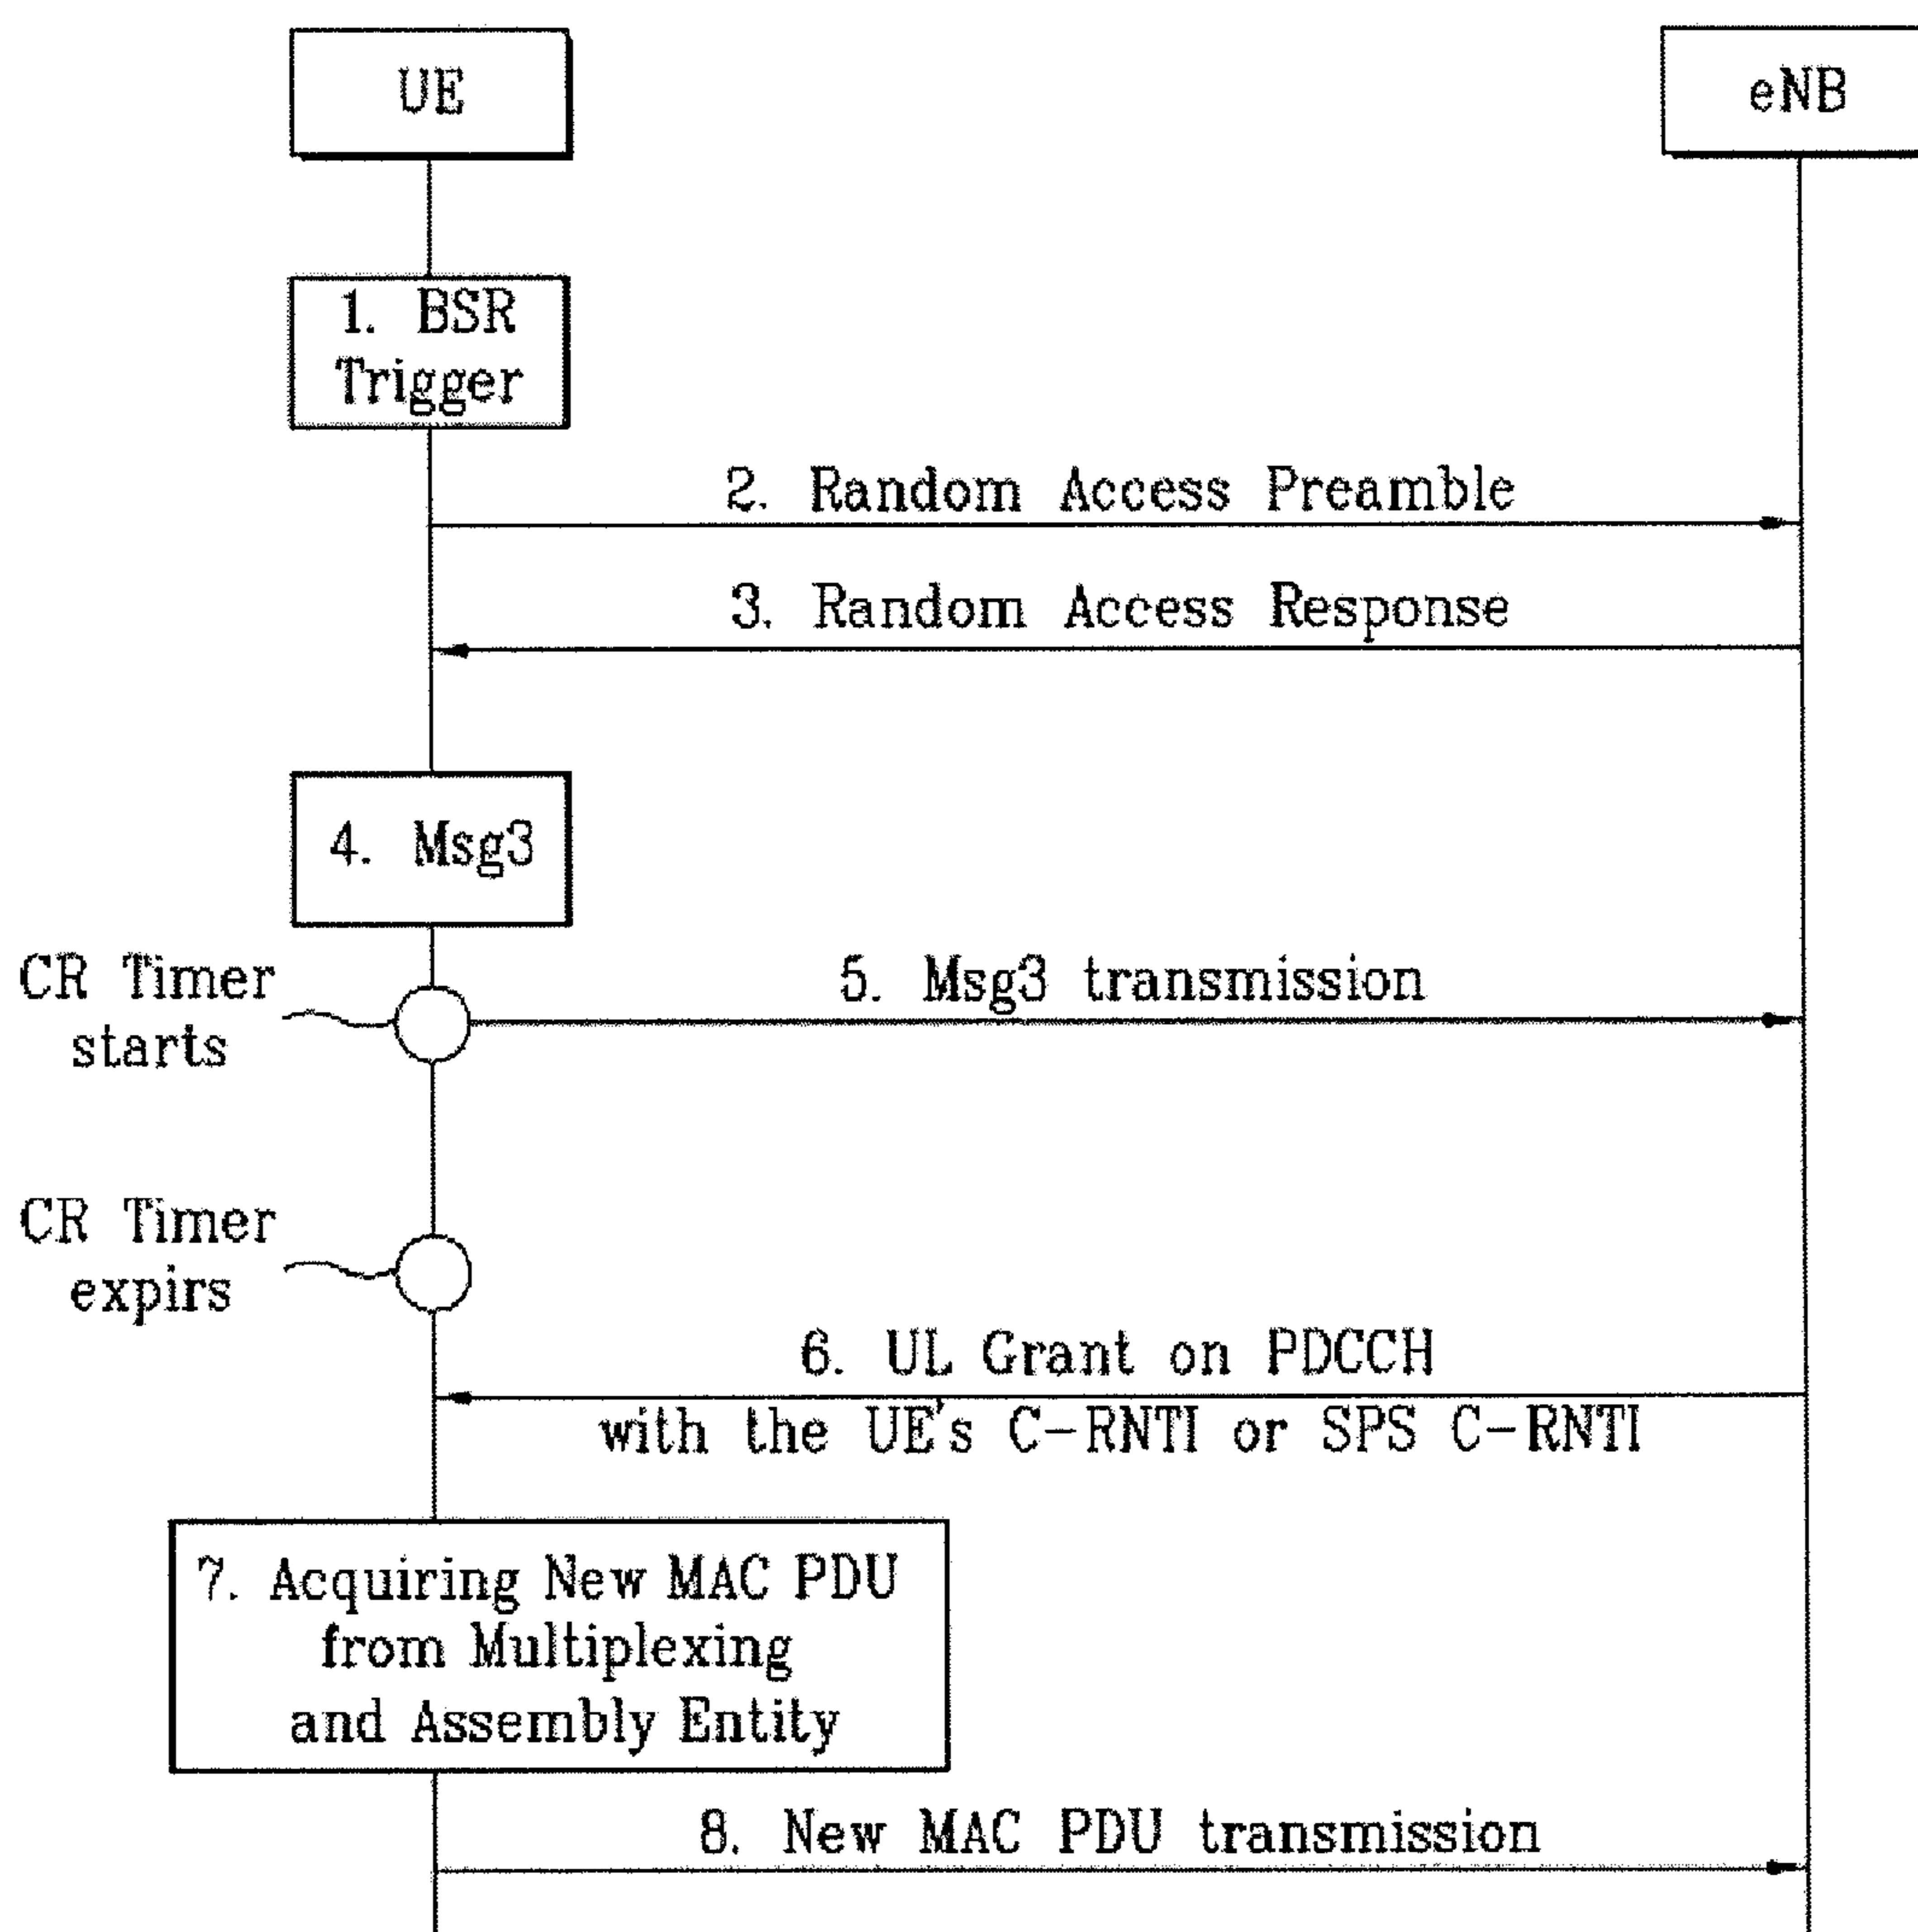 UE
eNB
1. BSR
Trigger
2. Random Access Preamble
3. Random Access Response
4. Msg3
CR Timer
starts
5. Msg3 transmission
CR Timer
expirs
6. UL Grant on PDCCH
with the UE's C-RNTI or SPS C-RNTI
7. Acquiring New MAC PDU
from Multiplexing
and Assembly Entity
8. New MAC PDU transmission